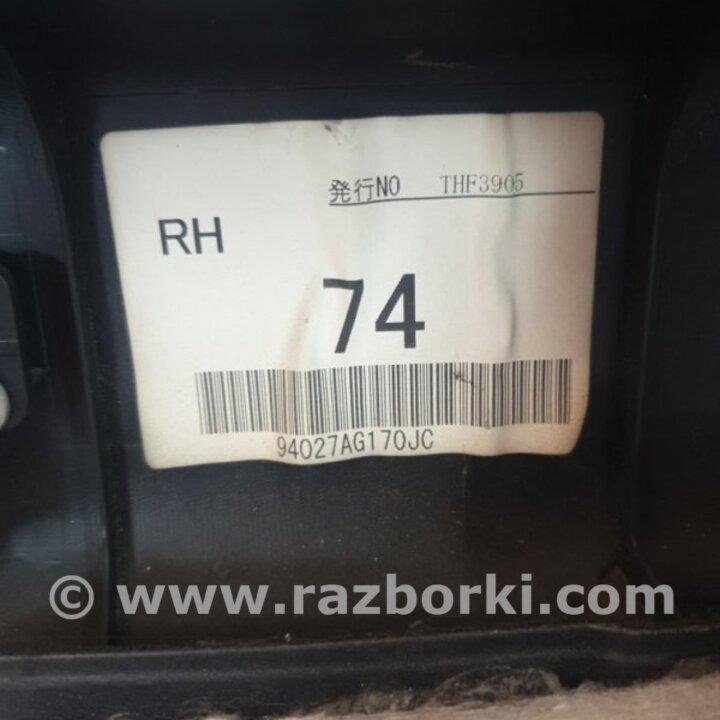 発行NO THF3905
RH
74
94027AG170JC
© www.razborki.com